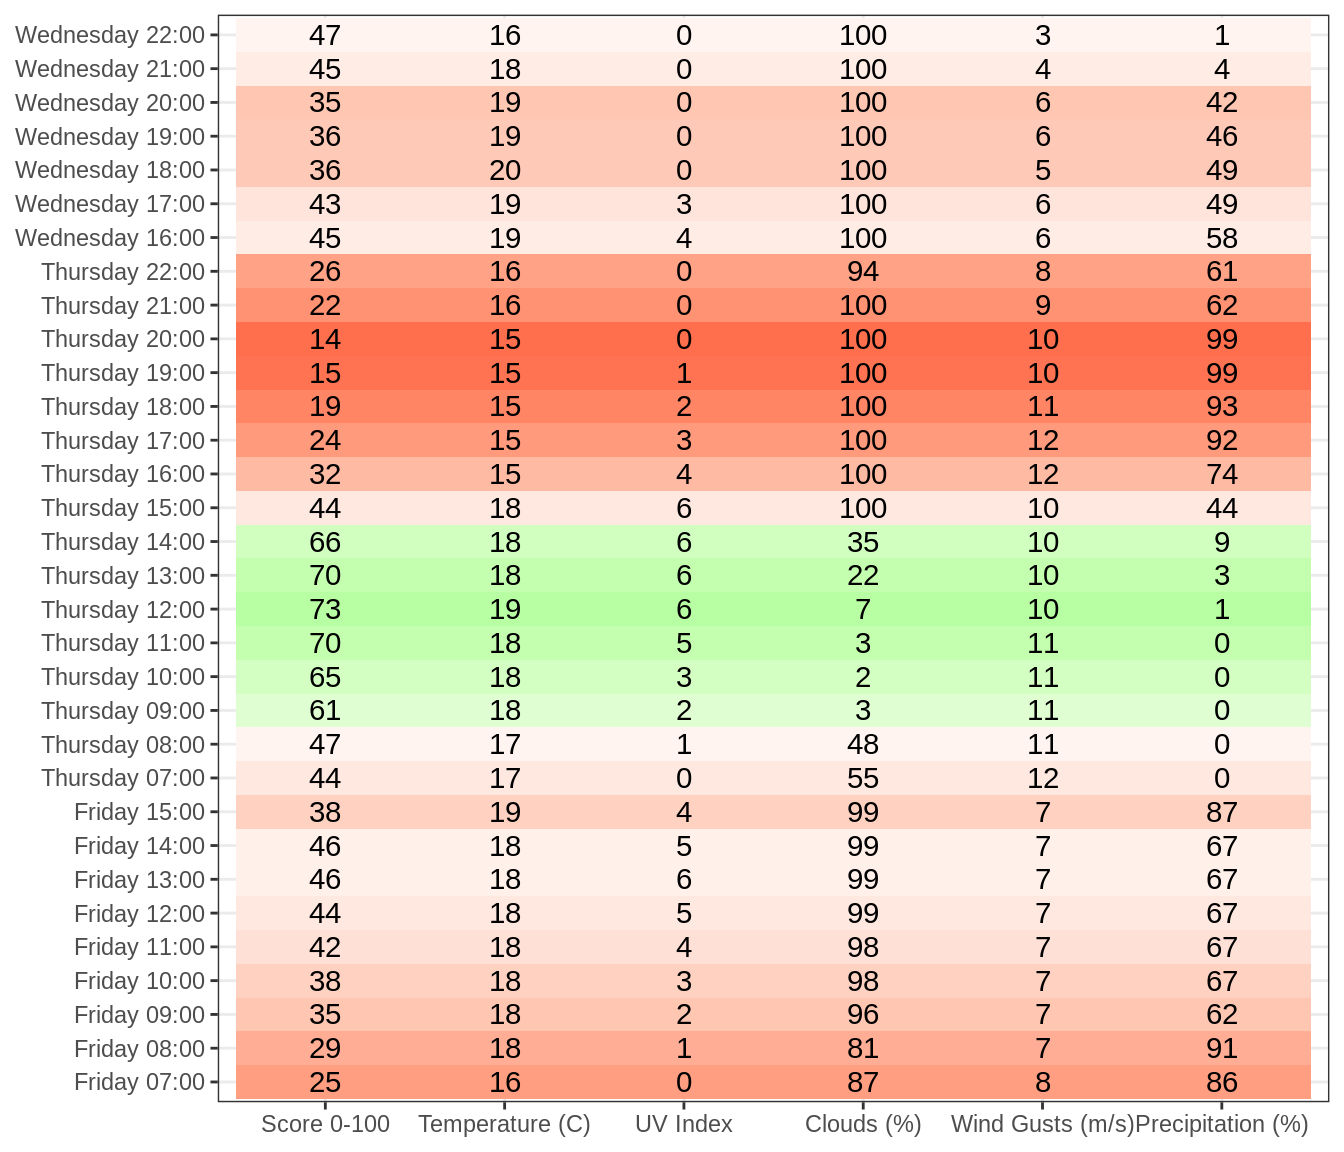 Wednesday 22:00 47 16 0 100 3 1
Wednesday 21:00 45 18 0 100 4 4
Wednesday 20:00 35 19 0 100 6 42
Wednesday 19:00 36 19 0 100 6 46
Wednesday 18:00 36 20 0 100 5 49
Wednesday 17:00 43 19 3 100 6 49
Wednesday 16:00 45 19 4 100 6 58
Thursday 22:00 26 16 0 94 8 61
Thursday 21:00 22 16 0 100 9 62
Thursday 20:00 14 15 0 100 10 99
Thursday 19:00 15 15 1 100 10 99
Thursday 18:00 19 15 2 100 11 93
Thursday 17:00 24 15 3 100 12 92
Thursday 16:00 32 15 4 100 12 74
Thursday 15:00 44 18 6 100 10 44
Thursday 14:00 66 18 6 35 10 9
Thursday 13:00 70 18 6 22 10 3
Thursday 12:00 73 19 6 7 10 1
Thursday 11:00 70 18 5 3 11 0
Thursday 10:00 65 18 3 2 11 0
Thursday 09:00 61 18 2 3 11 0
Thursday 08:00 47 17 1 48 11 0
Thursday 07:00 44 17 0 55 12 0
Friday 15:00 38 19 4 99 7 87
Friday 14:00 46 18 5 99 7 67
Friday 13:00 46 18 6 99 7 67
Friday 12:00 44 18 5 99 7 67
Friday 11:00 42 18 4 98 7 67
Friday 10:00 38 18 3 98 7 67
Friday 09:00 35 18 2 96 7 62
Friday 08:00 29 18 1 81 7 91
Friday 07:00 25 16 0 87 8 86
Score 0-100 Temperature (C) UV Index Clouds (%) Wind Gusts (m/s) Precipitation (%)